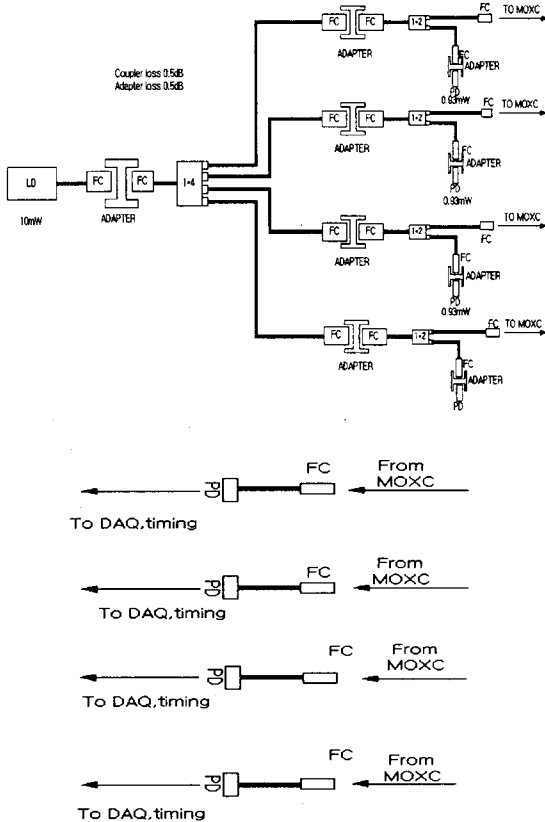 FC TO MOXC
FC FC 1*2
ADAPTER
FC
ADAPTER
PD
0.93mW
Coupler loss 0.5dB
Adapter loss 0.5dB
FC TO MOXC
FC FC 1*2
ADAPTER
FC
ADAPTER
PD
0.93mW
LD FC FC 1*4
10mW ADAPTER
TO MOXC
FC FC 1*2 FC
ADAPTER
FC
ADAPTER
PD
0.93mW
FC
TO MOXC
FC FC 1*2
ADAPTER
FC
ADAPTER
PD
PD FC From
MOXC
To DAQ,timing
PD FC From
MOXC
To DAQ,timing
PD FC From
MOXC
To DAQ,timing
PD FC From
MOXC
To DAQ,timing